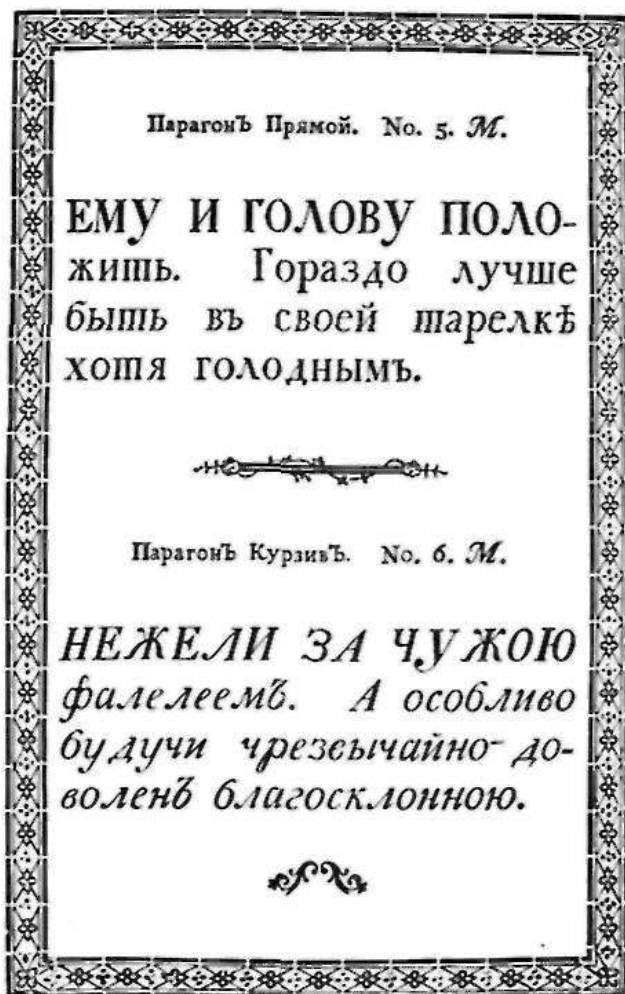 ПарагонЪ Прямой. No. 5. M.
ЕМУ И ГОЛОВУ ПОЛО-
жить. Гораздо лучше
быть въ своей тарелкѣ
хотя голоднымъ.
ПарагонЪ КурзивЪ. No. 6. M.
НЕЖЕЛИ ЗА ЧУЖОЮ
фалелеемЪ. А особливо
будучи чрезвычайно-до-
воленЪ благосклонною.